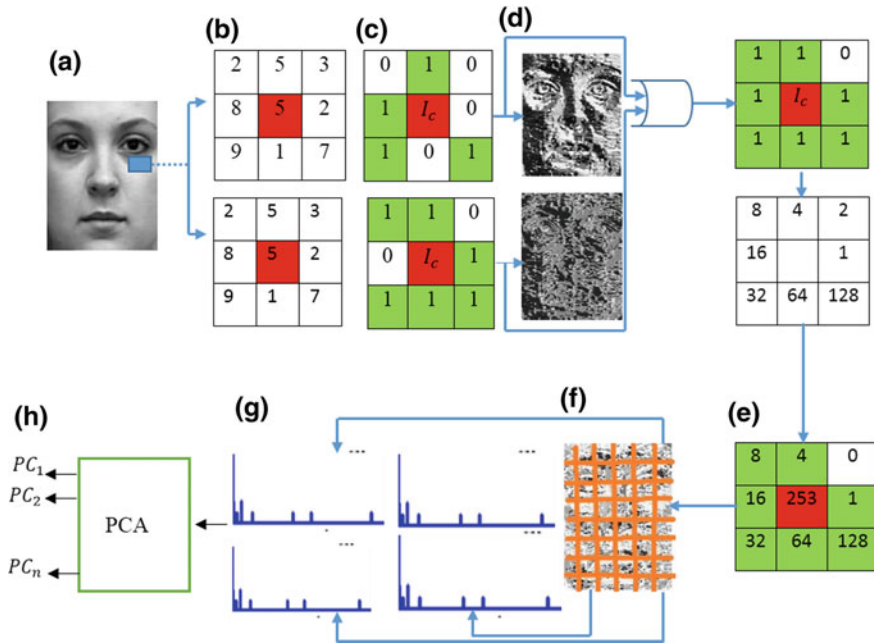 (a)
(b)
2 5 3
8 5 2
9 1 7
2 5 3
8 5 2
9 1 7
(c)
0 1 0
1 I_c 0
1 0 1
1 1 0
0 I_c 1
1 1 1
(d)
1 1 0
1 I_c 1
1 1 1
8 4 2
16 1
32 64 128
(e)
8 4 0
16 253 1
32 64 128
(f)
(g)
---
---
---
---
(h)
PC_1
PC_2
PC_n
PCA